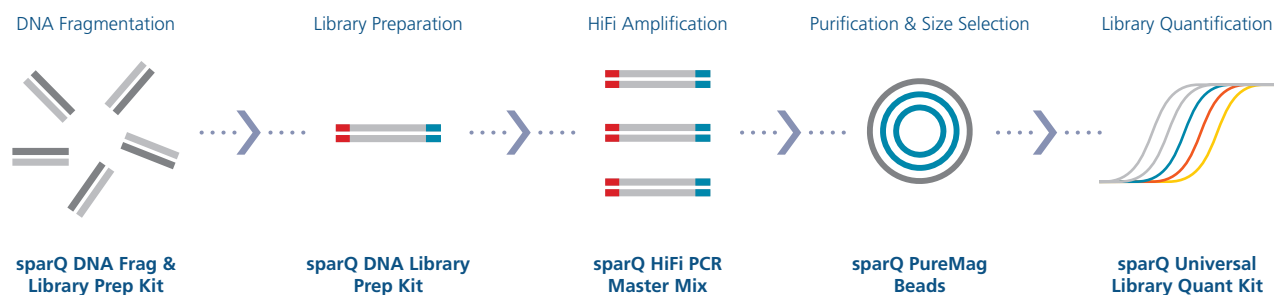 DNA Fragmentation
Library Preparation
HiFi Amplification
Purification & Size Selection
Library Quantification
sparQ DNA Frag &
Library Prep Kit
sparQ DNA Library
Prep Kit
sparQ HiFi PCR
Master Mix
sparQ PureMag
Beads
sparQ Universal
Library Quant Kit